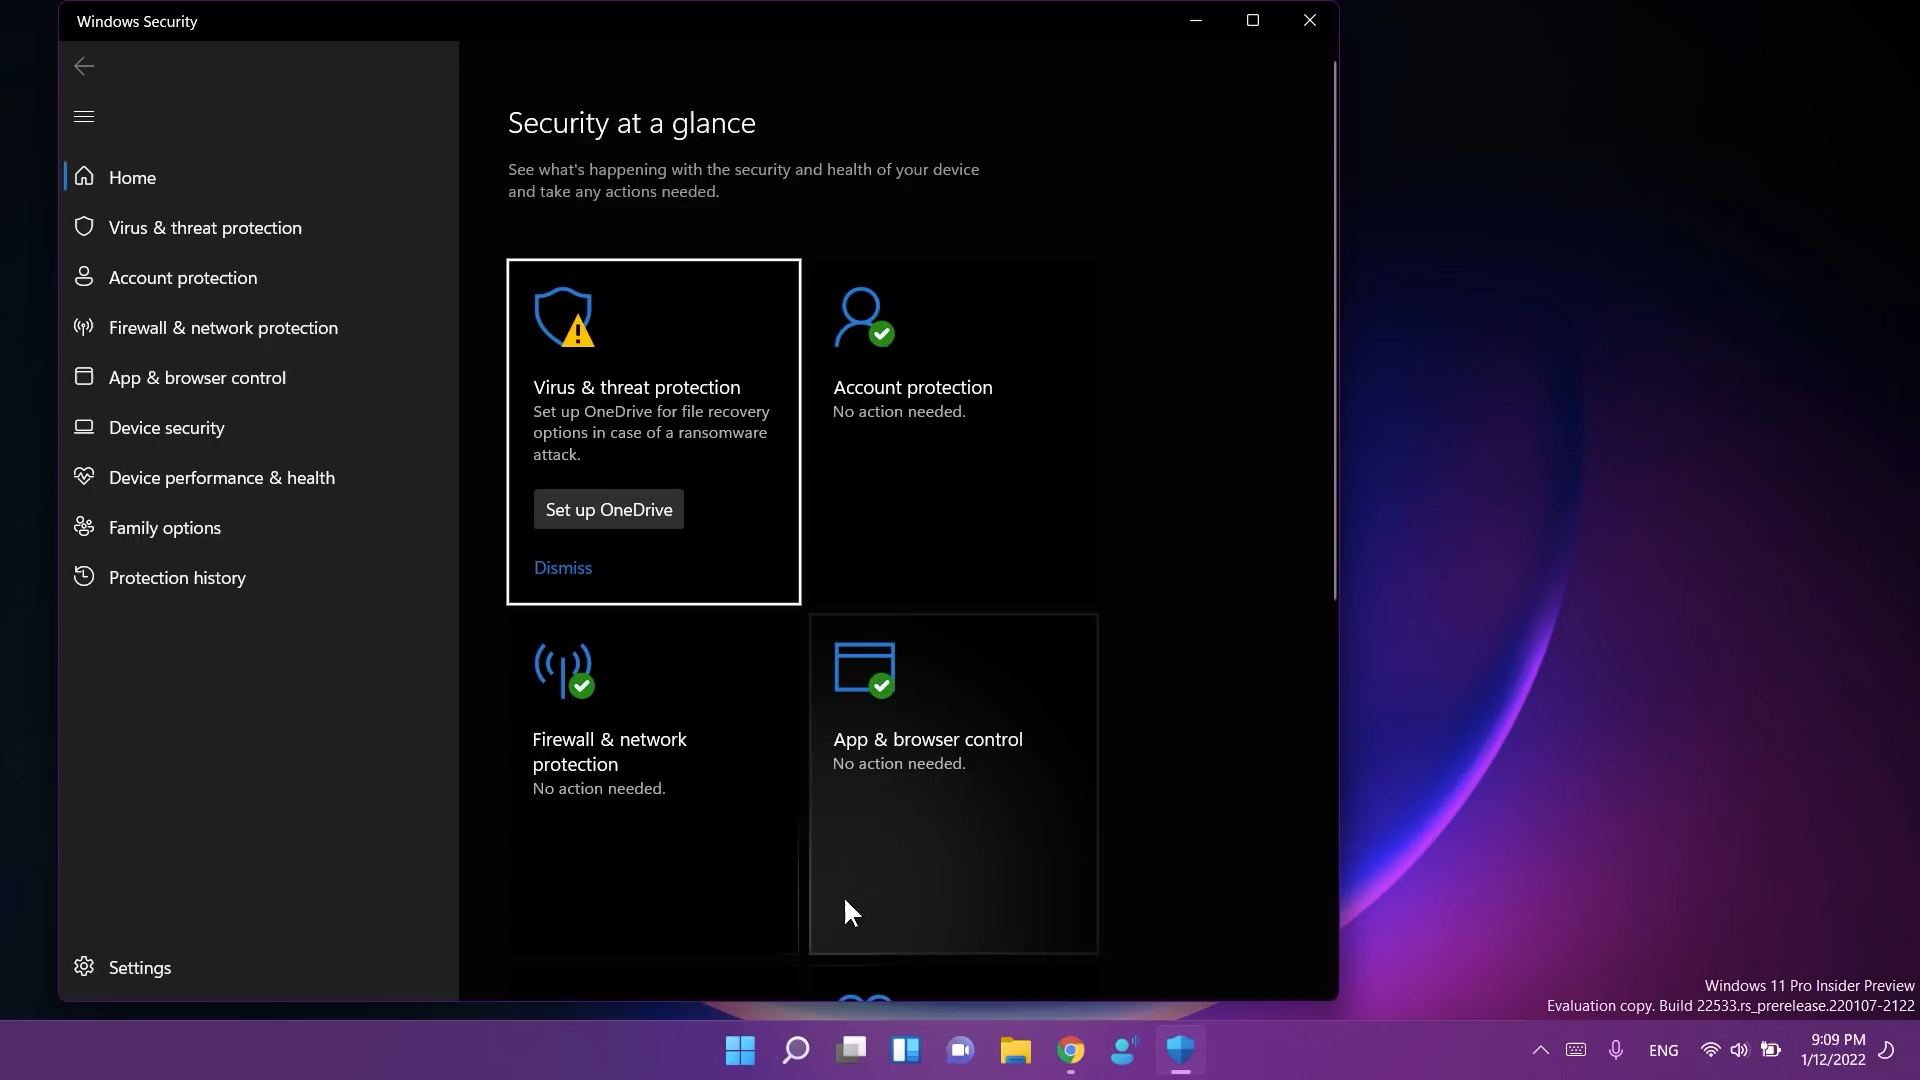 Windows Security
Home
Virus & threat protection
Account protection
Firewall & network protection
App & browser control
Device security
Device performance & health
Family options
Protection history
Settings
Security at a glance
See what's happening with the security and health of your device
and take any actions needed.
Virus & threat protection
Set up OneDrive for file recovery
options in case of a ransomware
attack.
Set up OneDrive
Dismiss
Account protection
No action needed.
Firewall & network
protection
No action needed.
App & browser control
No action needed.
Windows 11 Pro Insider Preview
Evaluation copy. Build 22533.rs_prerelease.220107-2122
ENG
9:09 PM
1/12/2022